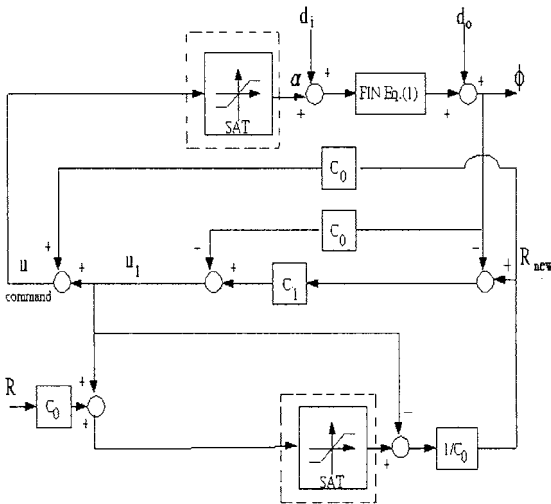 d_i
d_o
α
+
+
FIN Eq.(1)
+
+
ϕ
SAT
C_0
C_0
+
-
-
R_new
u
+
u_1
+
C_1
+
command
R
C_0
+
+
-
SAT
+
1/C_0